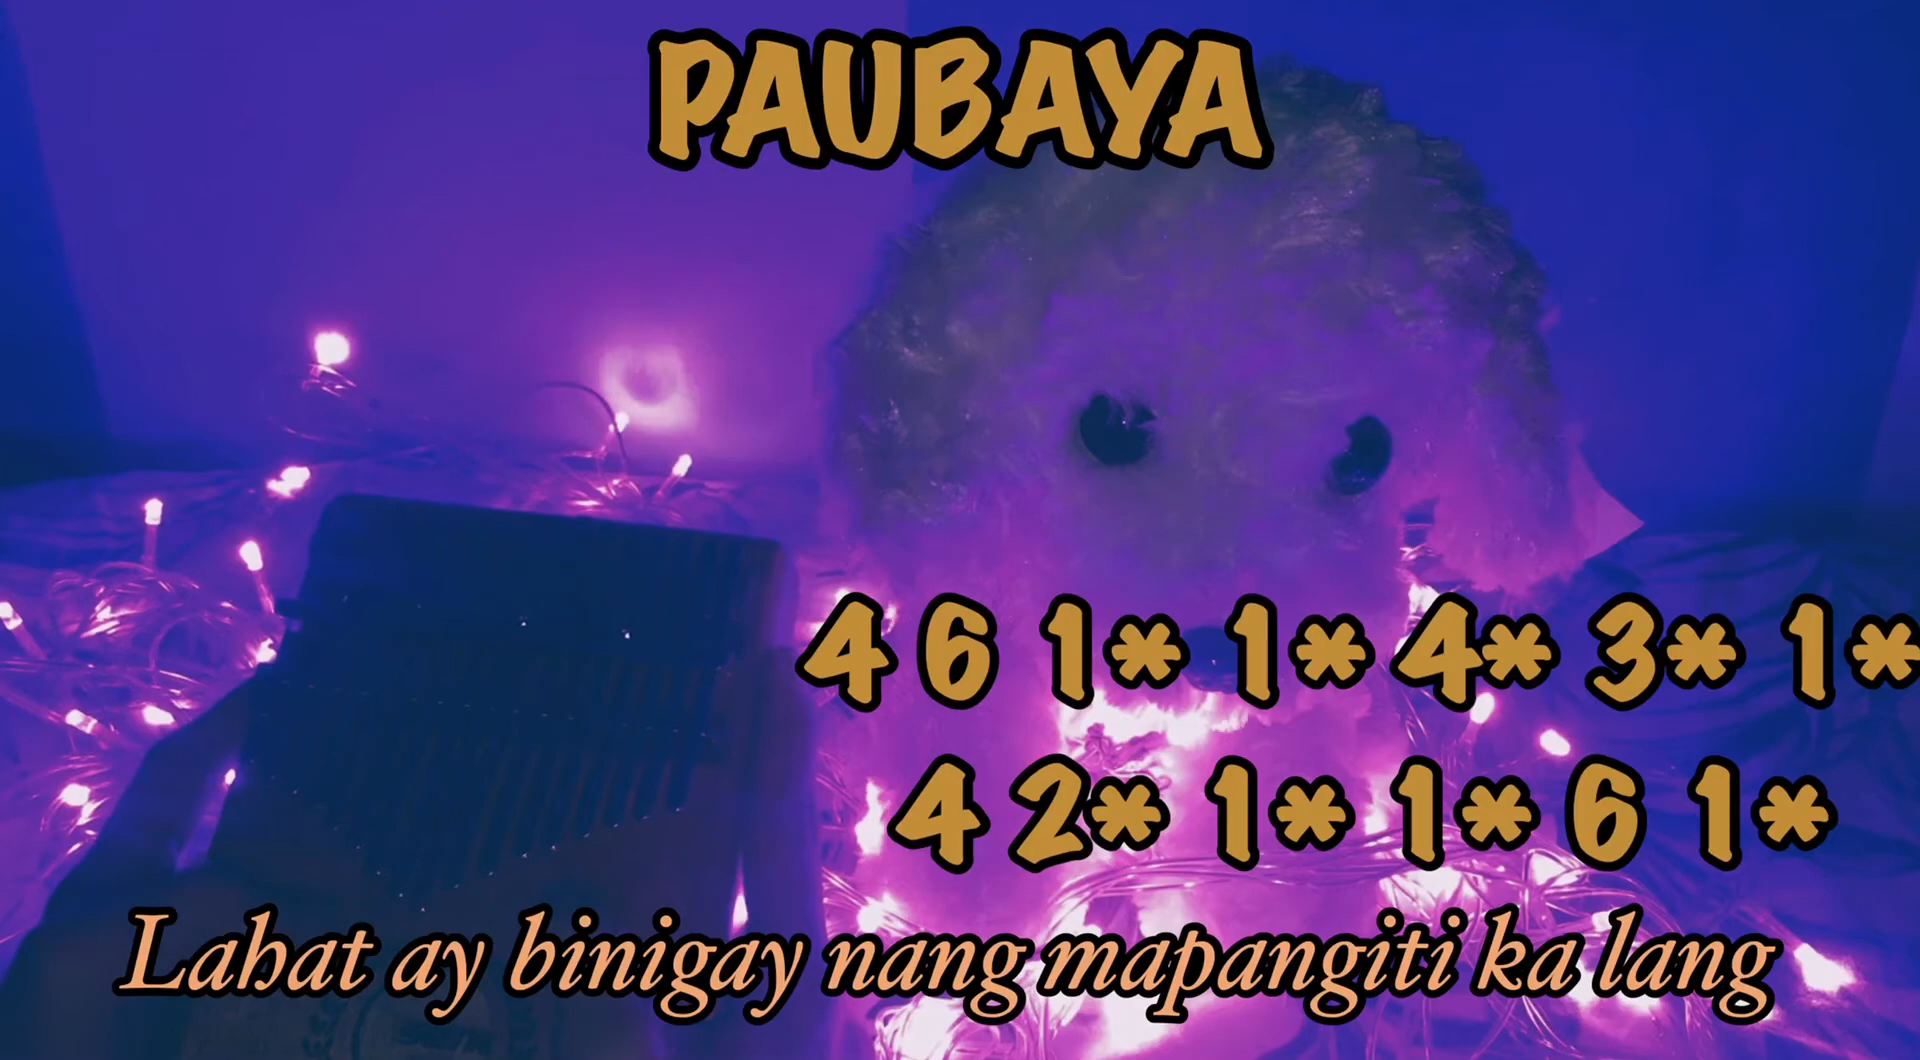 PAUBAYA
4 6 1* 1* 4* 3* 1*
4 2* 1* 1* 6 1*
Lahat ay binigay nang mapangiti ka lang